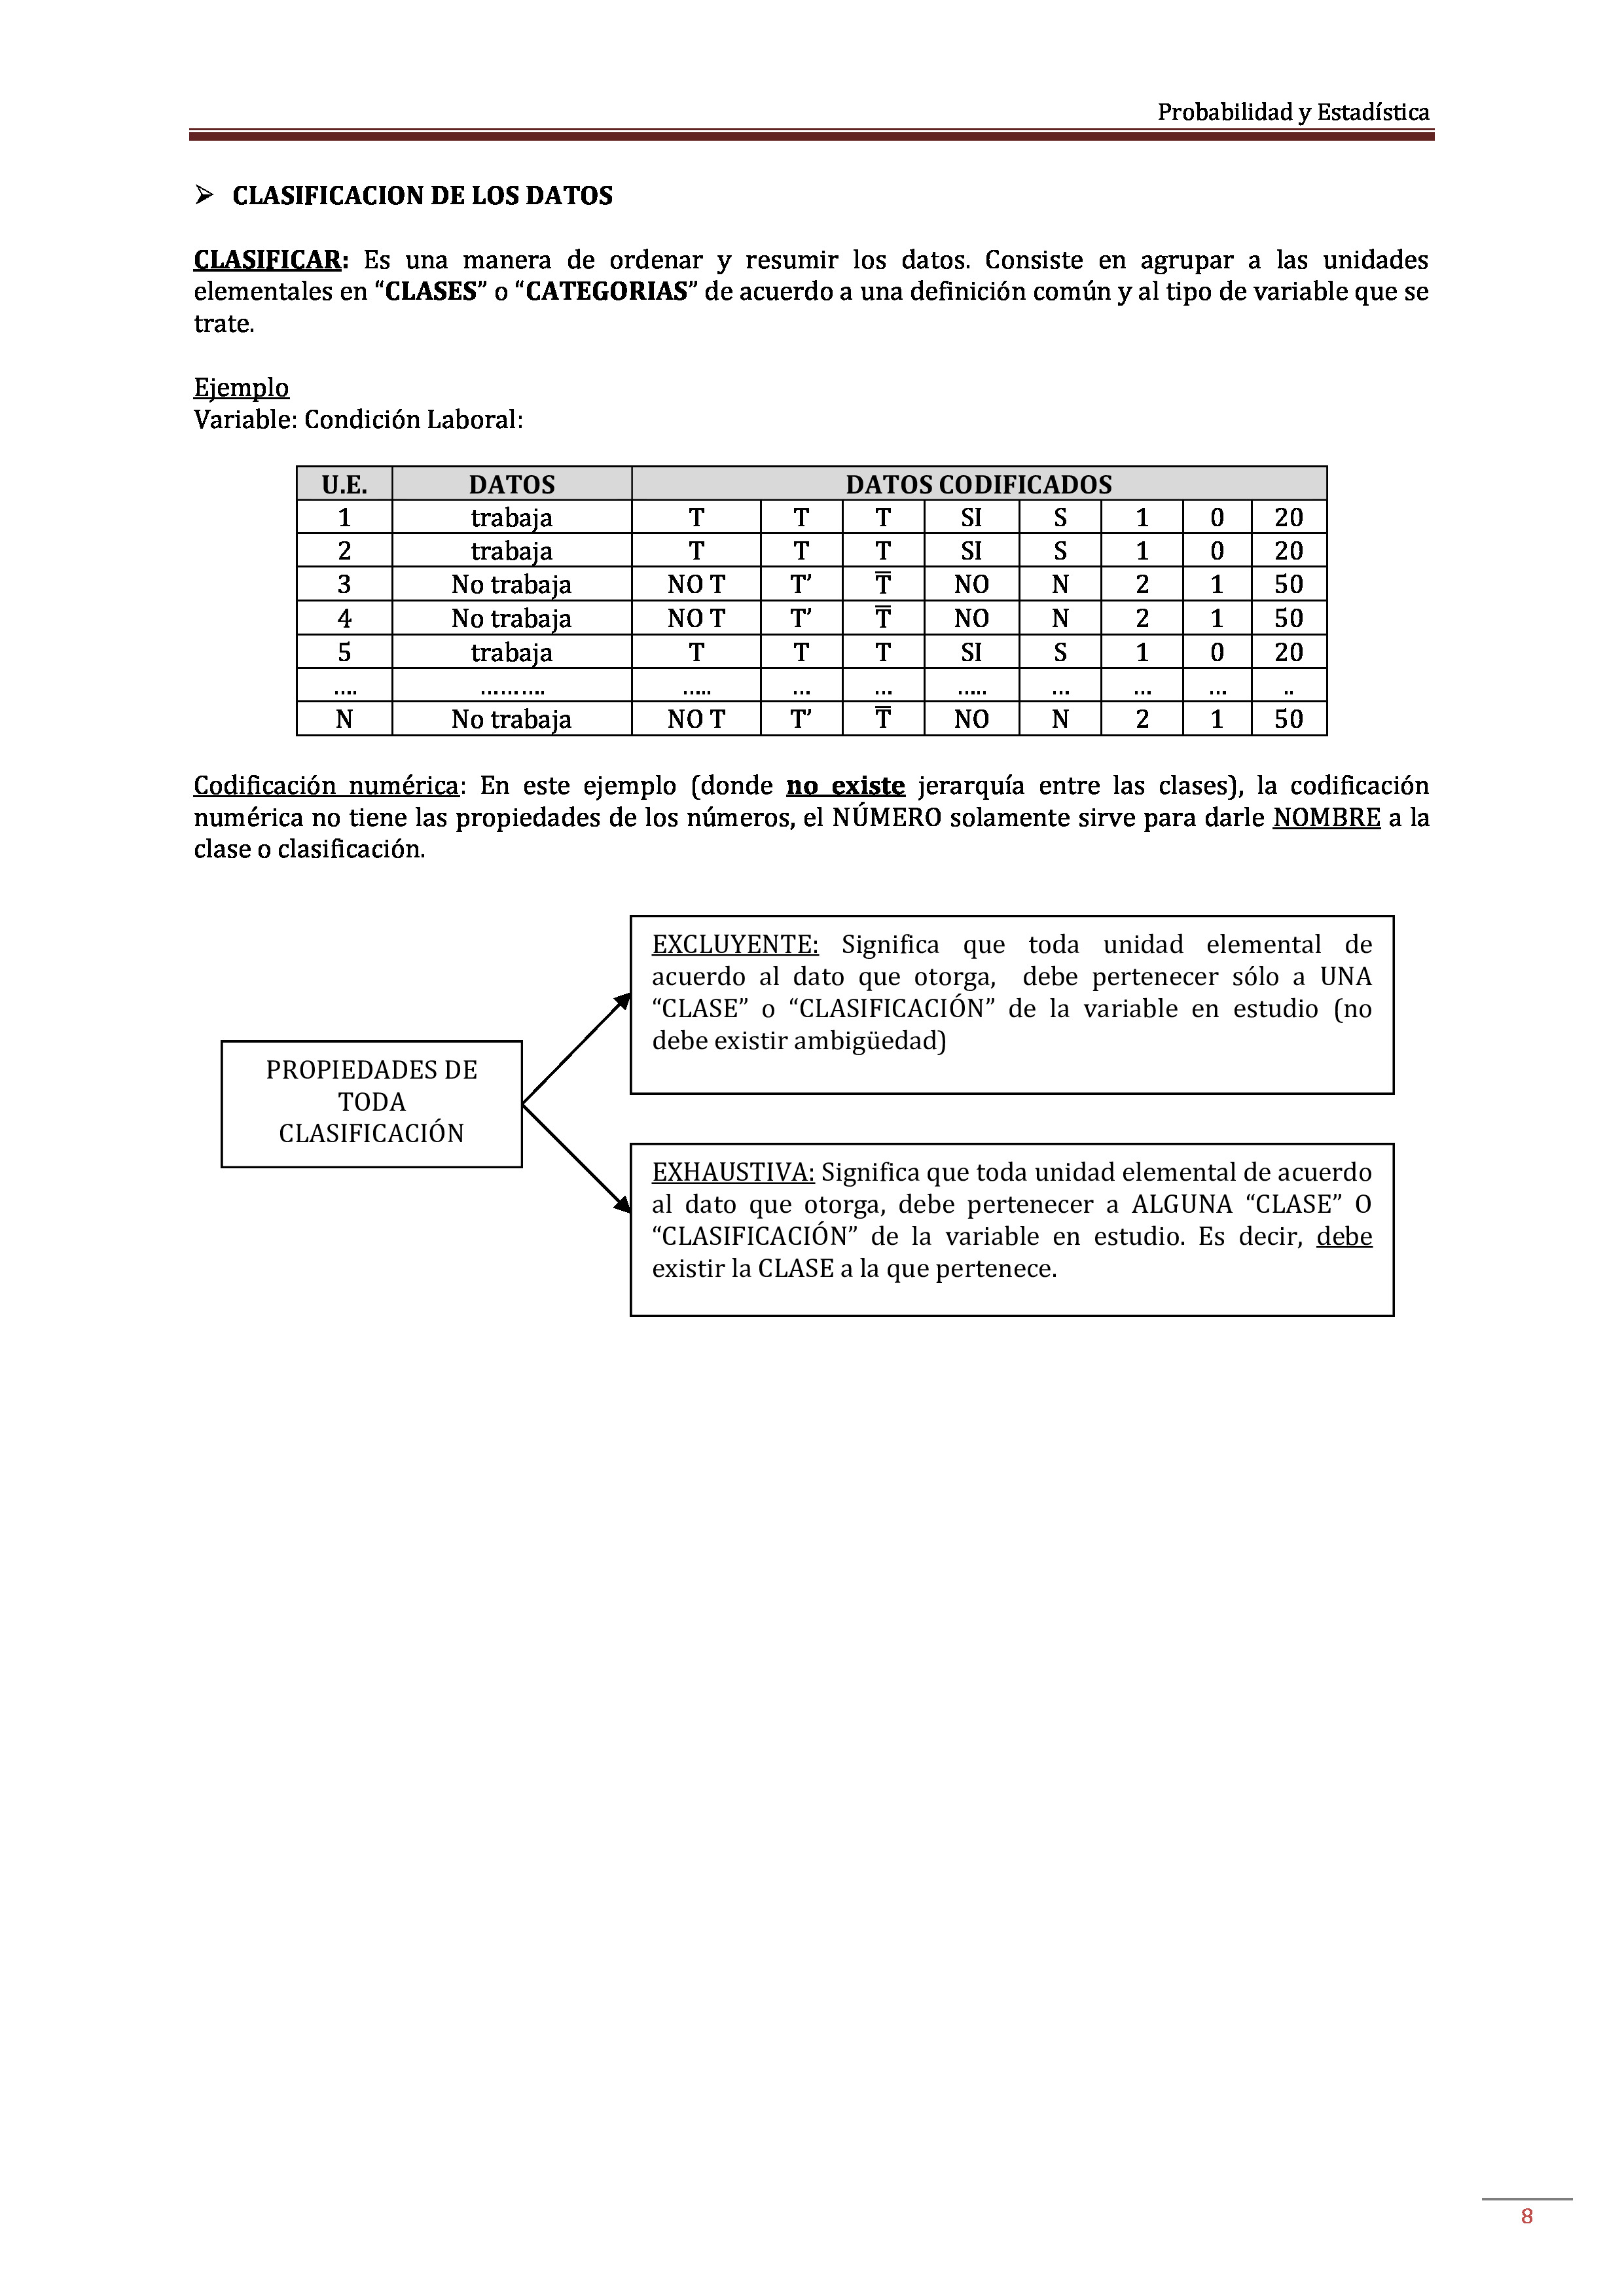 Probabilidad y Estadística
➢ CLASIFICACION DE LOS DATOS
CLASIFICAR: Es una manera de ordenar y resumir los datos. Consiste en agrupar a las unidades
elementales en “CLASES” o “CATEGORIAS” de acuerdo a una definición común y al tipo de variable que se
trate.
Ejemplo
Variable: Condición Laboral:
U.E. DATOS DATOS CODIFICADOS
1 trabaja T T T SI S 1 0 20
2 trabaja T T T SI S 1 0 20
3 No trabaja NO T T’ T̅ NO N 2 1 50
4 No trabaja NO T T’ T̅ NO N 2 1 50
5 trabaja T T T SI S 1 0 20
.... .......... ..... ... ... ..... ... ... ... ..
N No trabaja NO T T’ T̅ NO N 2 1 50
Codificación numérica: En este ejemplo (donde no existe jerarquía entre las clases), la codificación
numérica no tiene las propiedades de los números, el NÚMERO solamente sirve para darle NOMBRE a la
clase o clasificación.
PROPIEDADES DE
TODA
CLASIFICACIÓN
EXCLUYENTE: Significa que toda unidad elemental de
acuerdo al dato que otorga, debe pertenecer sólo a UNA
“CLASE” o “CLASIFICACIÓN” de la variable en estudio (no
debe existir ambigüedad)
EXHAUSTIVA: Significa que toda unidad elemental de acuerdo
al dato que otorga, debe pertenecer a ALGUNA “CLASE” O
“CLASIFICACIÓN” de la variable en estudio. Es decir, debe
existir la CLASE a la que pertenece.
8